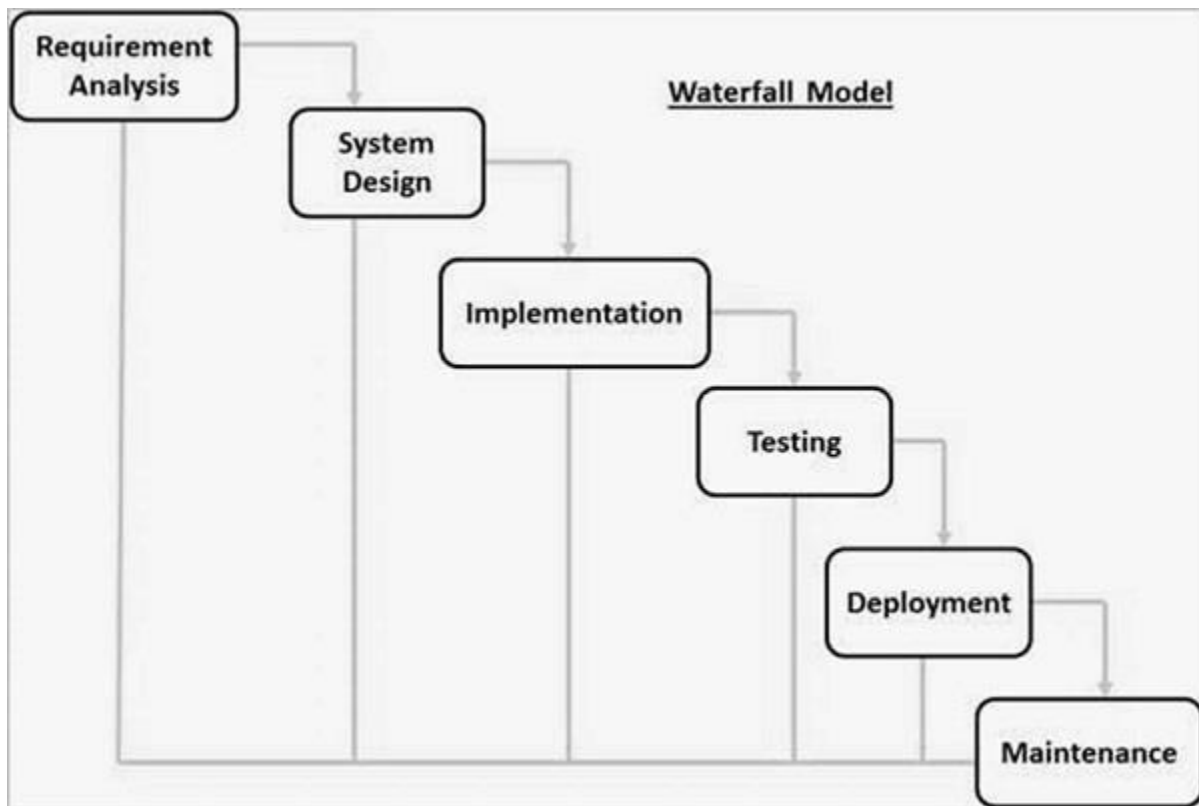 Requirement
Analysis
Waterfall Model
System
Design
Implementation
Testing
Deployment
Maintenance